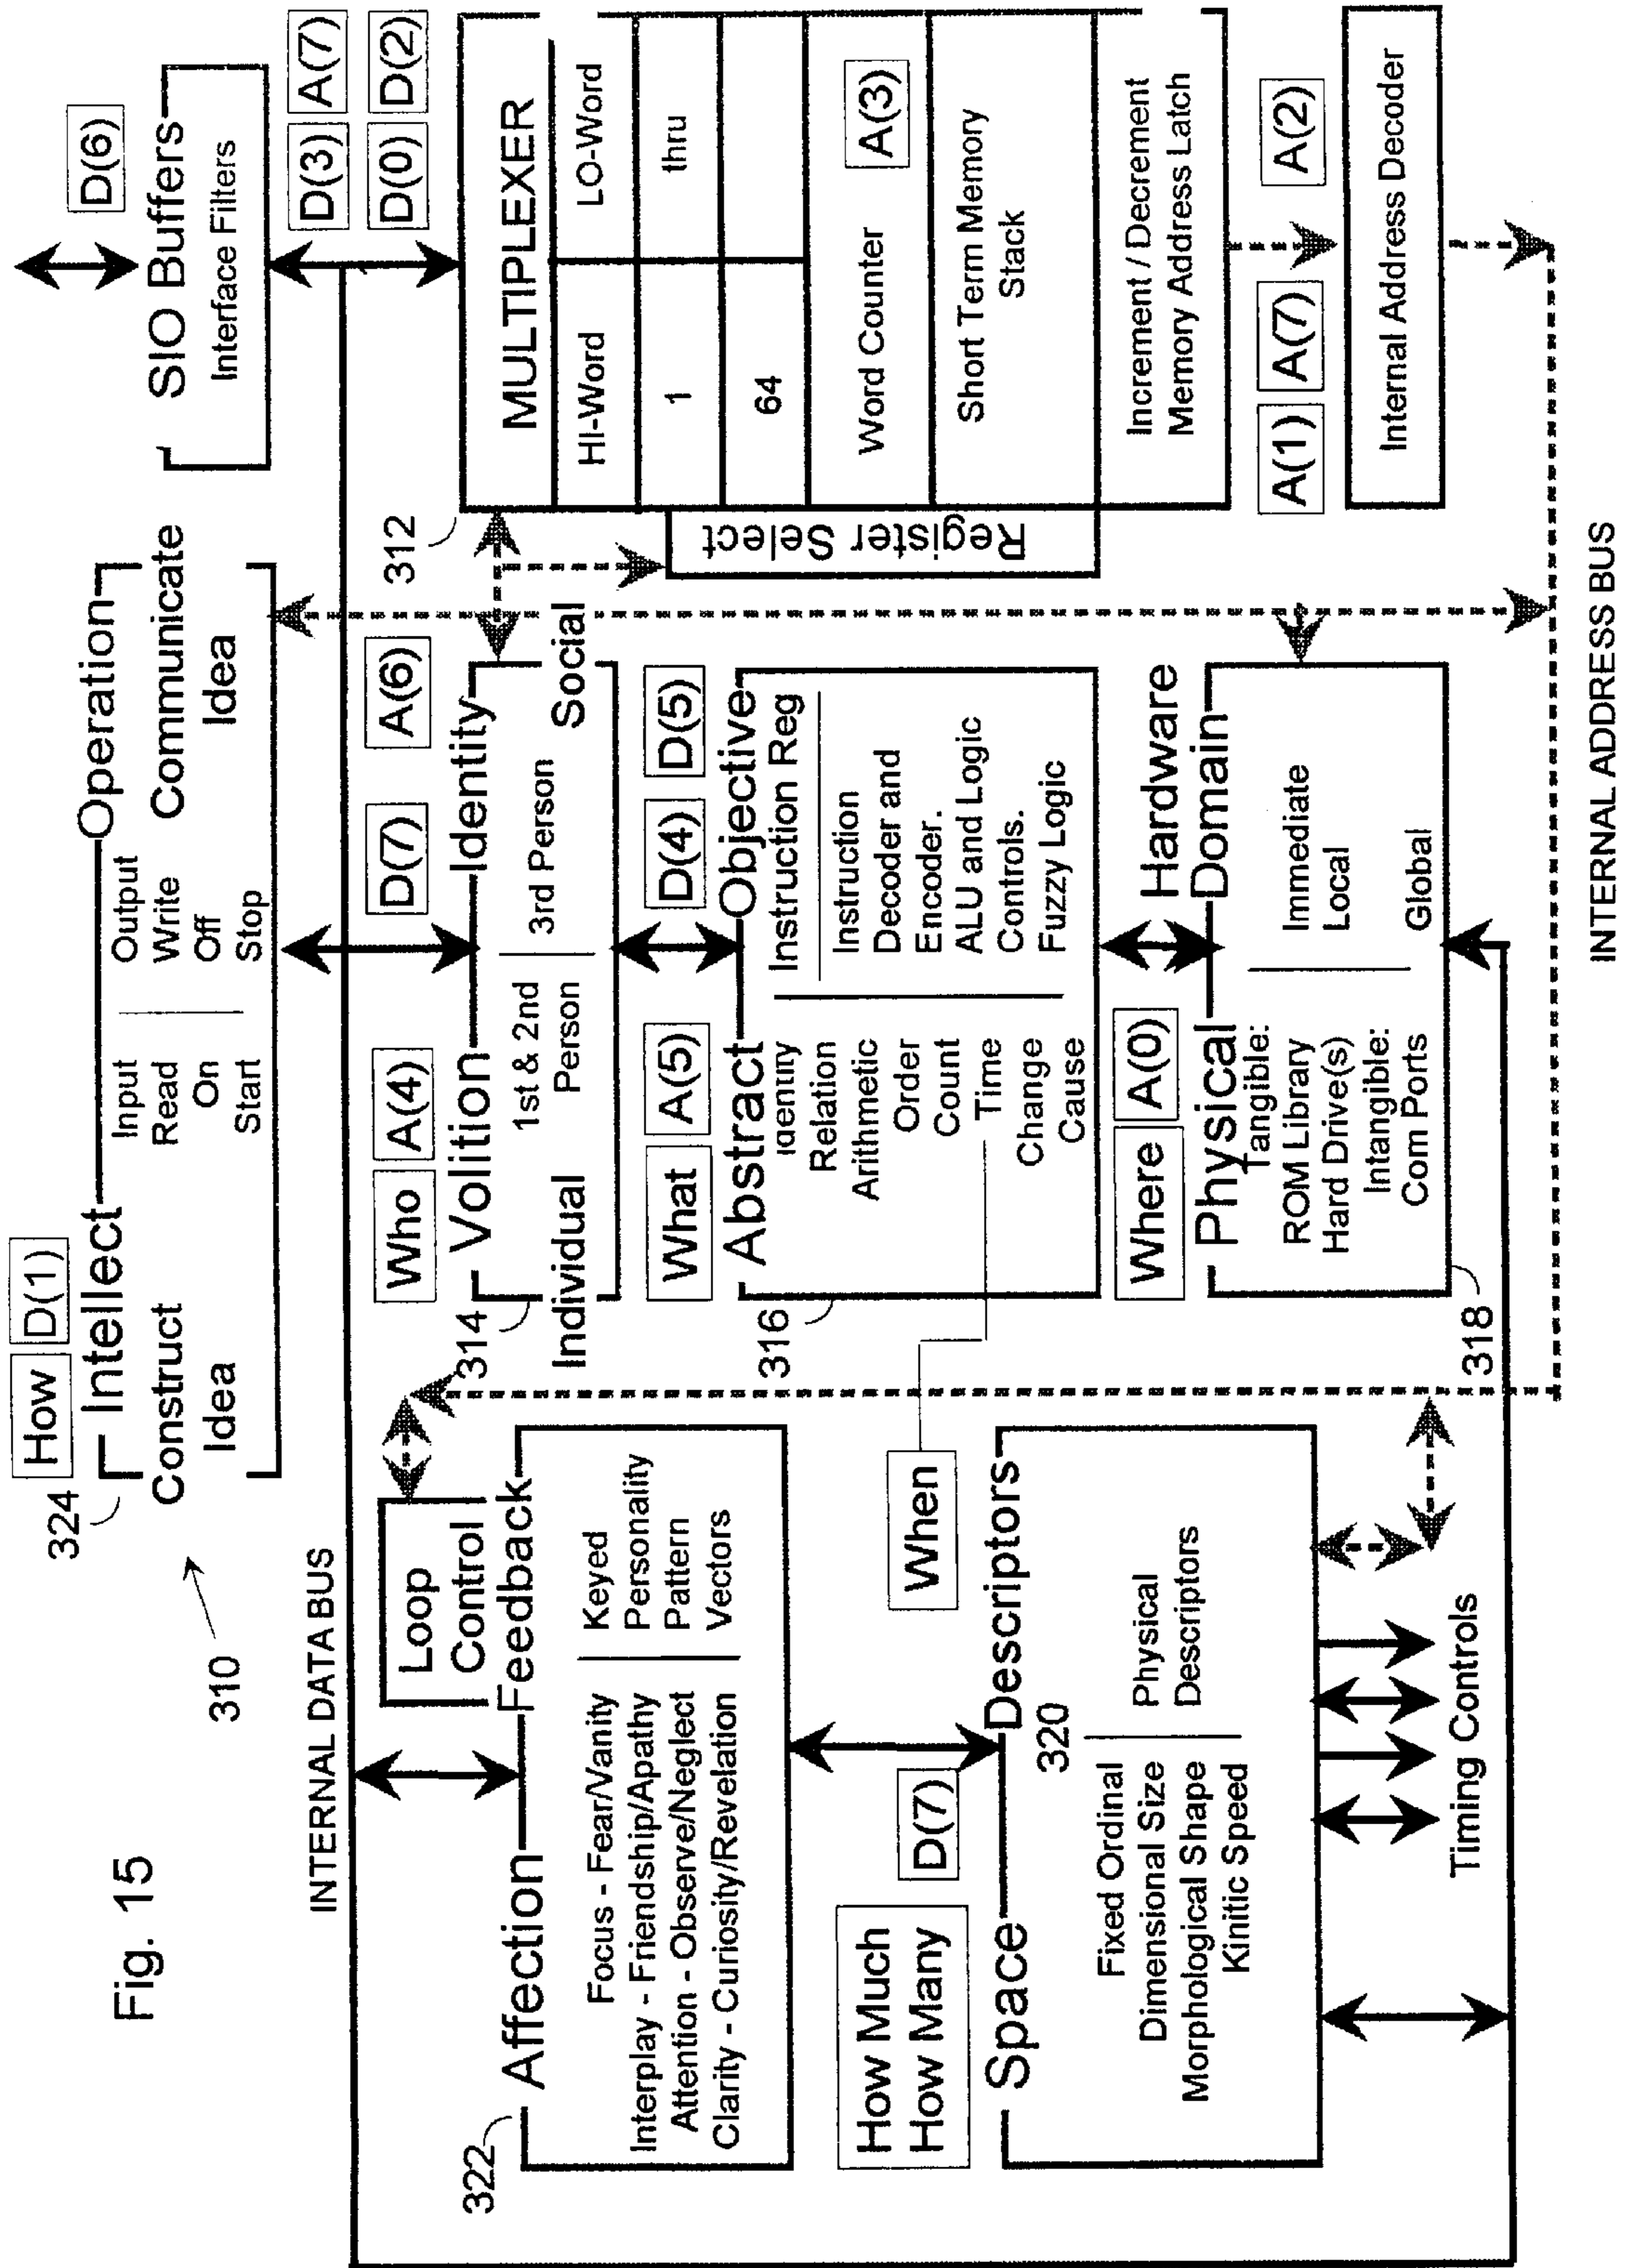 Fig. 15
310
324
How
D(1)
Intellect
Operation
Construct
Idea
Input
Read
On
Start
Output
Write
Off
Stop
Communicate
Idea
D(6)
SIO Buffers
Interface Filters
INTERNAL DATA BUS
D(3)
A(7)
D(0)
D(2)
322
Loop
Control
Affection
Feedback
Focus - Fear/Vanity
Interplay - Friendship/Apathy
Attention - Observe/Neglect
Clarity - Curiosity/Revelation
Keyed
Personality
Pattern
Vectors
Who
A(4)
D(7)
A(6)
314
Volition
Identity
Individual
1st & 2nd
Person
3rd Person
Social
312
MULTIPLEXER
HI-Word
LO-Word
1
thru
64
Word Counter
A(3)
Short Term Memory
Stack
Increment / Decrement
Memory Address Latch
Register Select
What
A(5)
D(4)
D(5)
316
Abstract
Objective
Identity
Relation
Arithmetic
Order
Count
Time
Change
Cause
Instruction Reg
Instruction
Decoder and
Encoder.
ALU and Logic
Controls.
Fuzzy Logic
How Much
How Many
D(7)
When
Space
Descriptors
320
Fixed Ordinal
Dimensional Size
Morphological Shape
Kinitic Speed
Physical
Descriptors
Timing Controls
Where
A(0)
Hardware
Physical
Domain
Tangible:
ROM Library
Hard Drive(s)
Intangible:
Com Ports
Immediate
Local
Global
318
A(1)
A(7)
A(2)
Internal Address Decoder
INTERNAL ADDRESS BUS